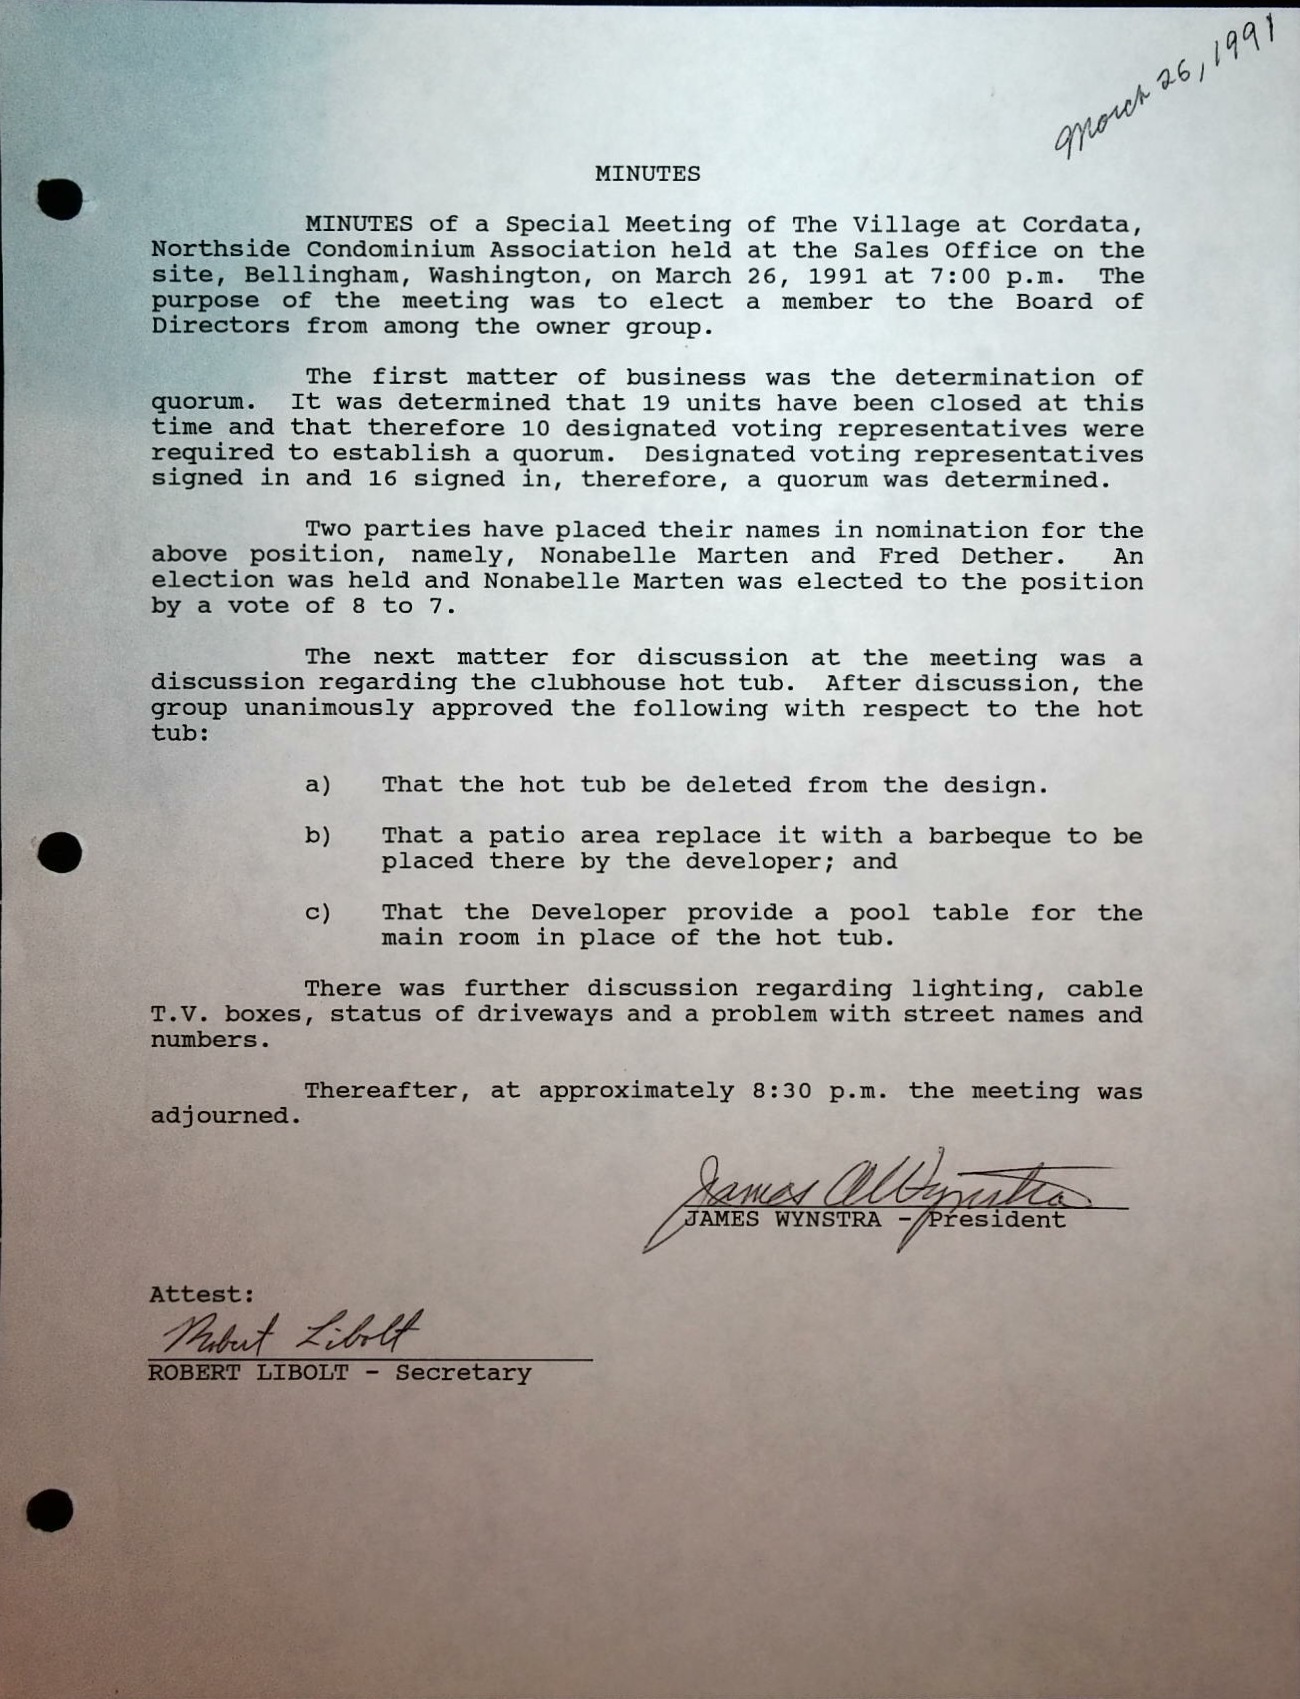 March 26, 1991
MINUTES
MINUTES of a Special Meeting of The Village at Cordata,
Northside Condominium Association held at the Sales Office on the
site, Bellingham, Washington, on March 26, 1991 at 7:00 p.m. The
purpose of the meeting was to elect a member to the Board of
Directors from among the owner group.
The first matter of business was the determination of
quorum. It was determined that 19 units have been closed at this
time and that therefore 10 designated voting representatives were
required to establish a quorum. Designated voting representatives
signed in and 16 signed in, therefore, a quorum was determined.
Two parties have placed their names in nomination for the
above position, namely, Nonabelle Marten and Fred Dether. An
election was held and Nonabelle Marten was elected to the position
by a vote of 8 to 7.
The next matter for discussion at the meeting was a
discussion regarding the clubhouse hot tub. After discussion, the
group unanimously approved the following with respect to the hot
tub:
a) That the hot tub be deleted from the design.
b) That a patio area replace it with a barbeque to be
placed there by the developer; and
c) That the Developer provide a pool table for the
main room in place of the hot tub.
There was further discussion regarding lighting, cable
T.V. boxes, status of driveways and a problem with street names and
numbers.
Thereafter, at approximately 8:30 p.m. the meeting was
adjourned.
James A Wynstra
JAMES WYNSTRA - President
Attest:
Robert Libolt
ROBERT LIBOLT - Secretary